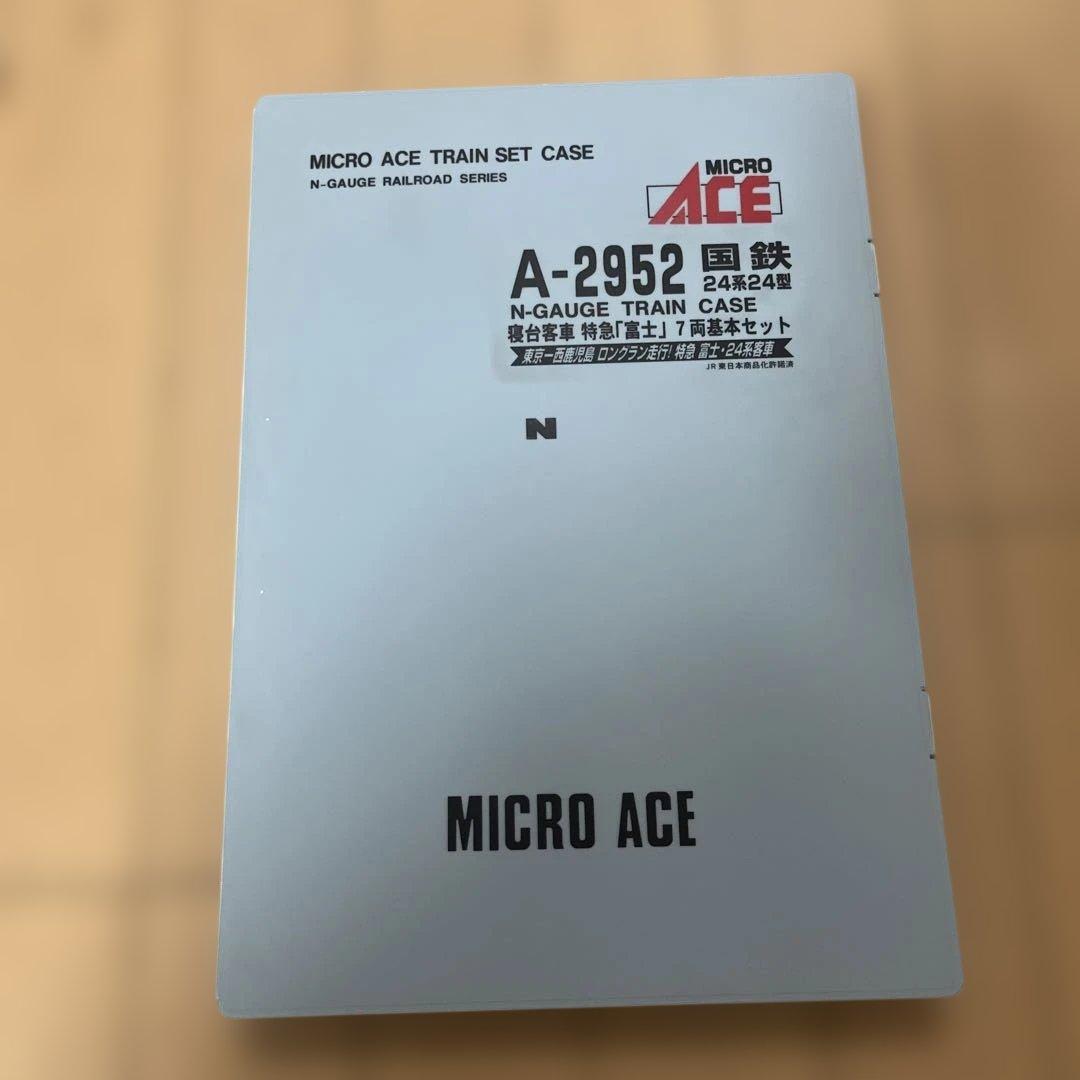 MICRO ACE TRAIN SET CASE
N-GAUGE RAILROAD SERIES
MICRO
ACE
A-2952 国鉄
24系24型
N-GAUGE TRAIN CASE
寝台客車 特急「富士」 7両基本セット
東京ー西鹿児島 ロングラン走行! 特急 富士・24系客車
JR東日本商品化許諾済
N
MICRO ACE